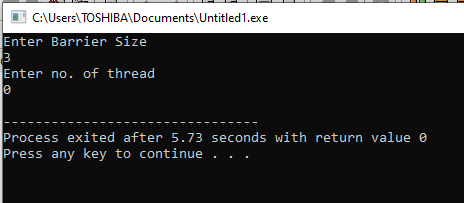 C:\Users\TOSHIBA\Documents\Untitled1.exe
Enter Barrier Size
3
Enter no. of thread
0
--------------------------------
Process exited after 5.73 seconds with return value 0
Press any key to continue . . .